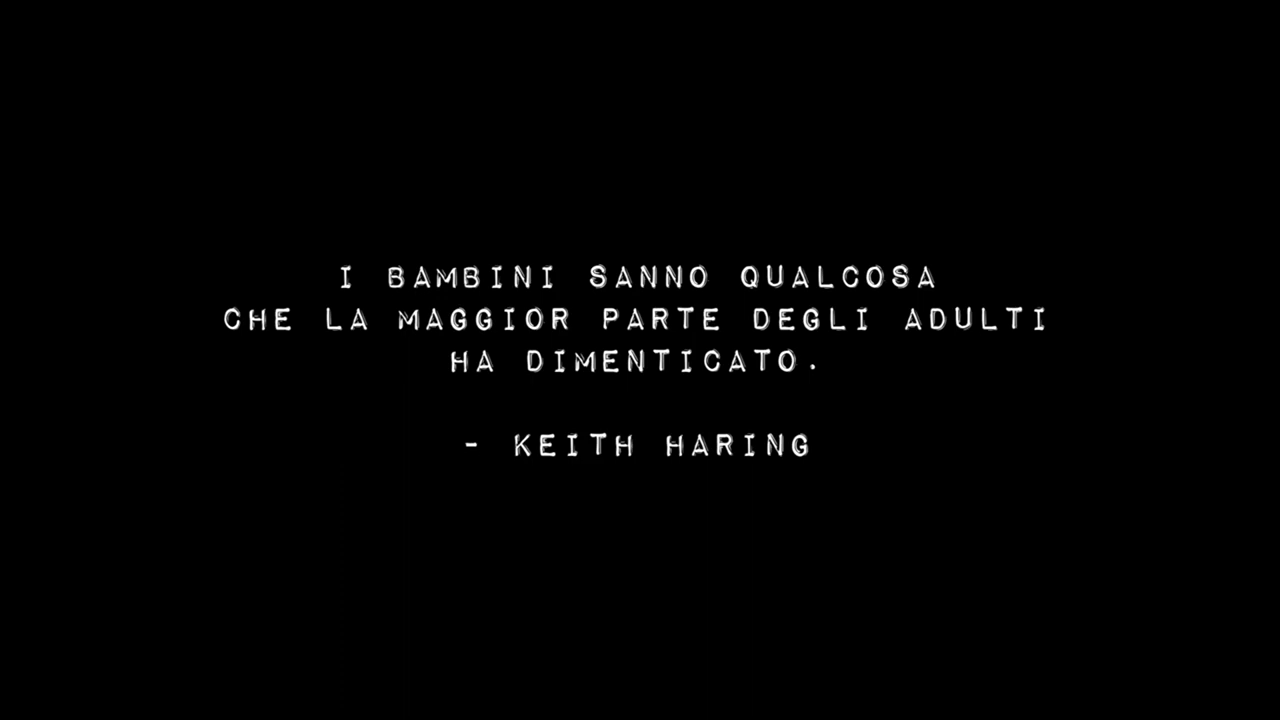 I BAMBINI SANNO QUALCOSA
CHE LA MAGGIOR PARTE DEGLI ADULTI
HA DIMENTICATO.
- KEITH HARING